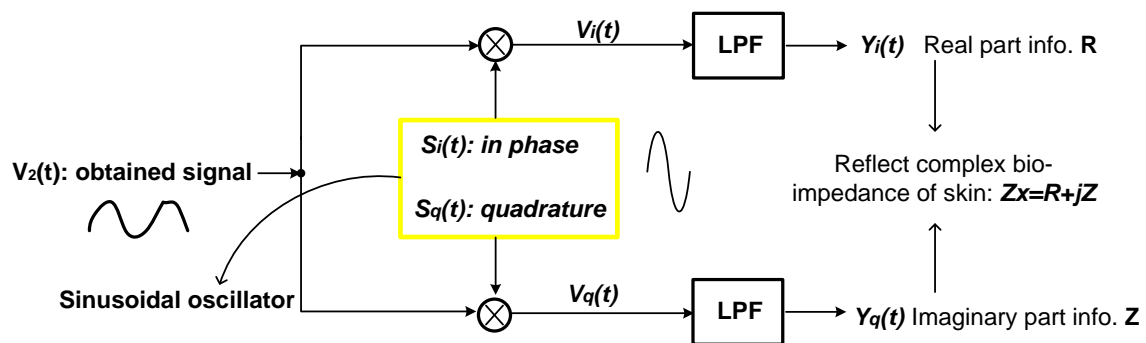 Vi(t)
LPF
Yi(t) Real part info. R
Si(t): in phase
V2(t): obtained signal
Sq(t): quadrature
Reflect complex bio-
impedance of skin: Zx=R+jZ
Sinusoidal oscillator
Vq(t)
LPF
Yq(t) Imaginary part info. Z